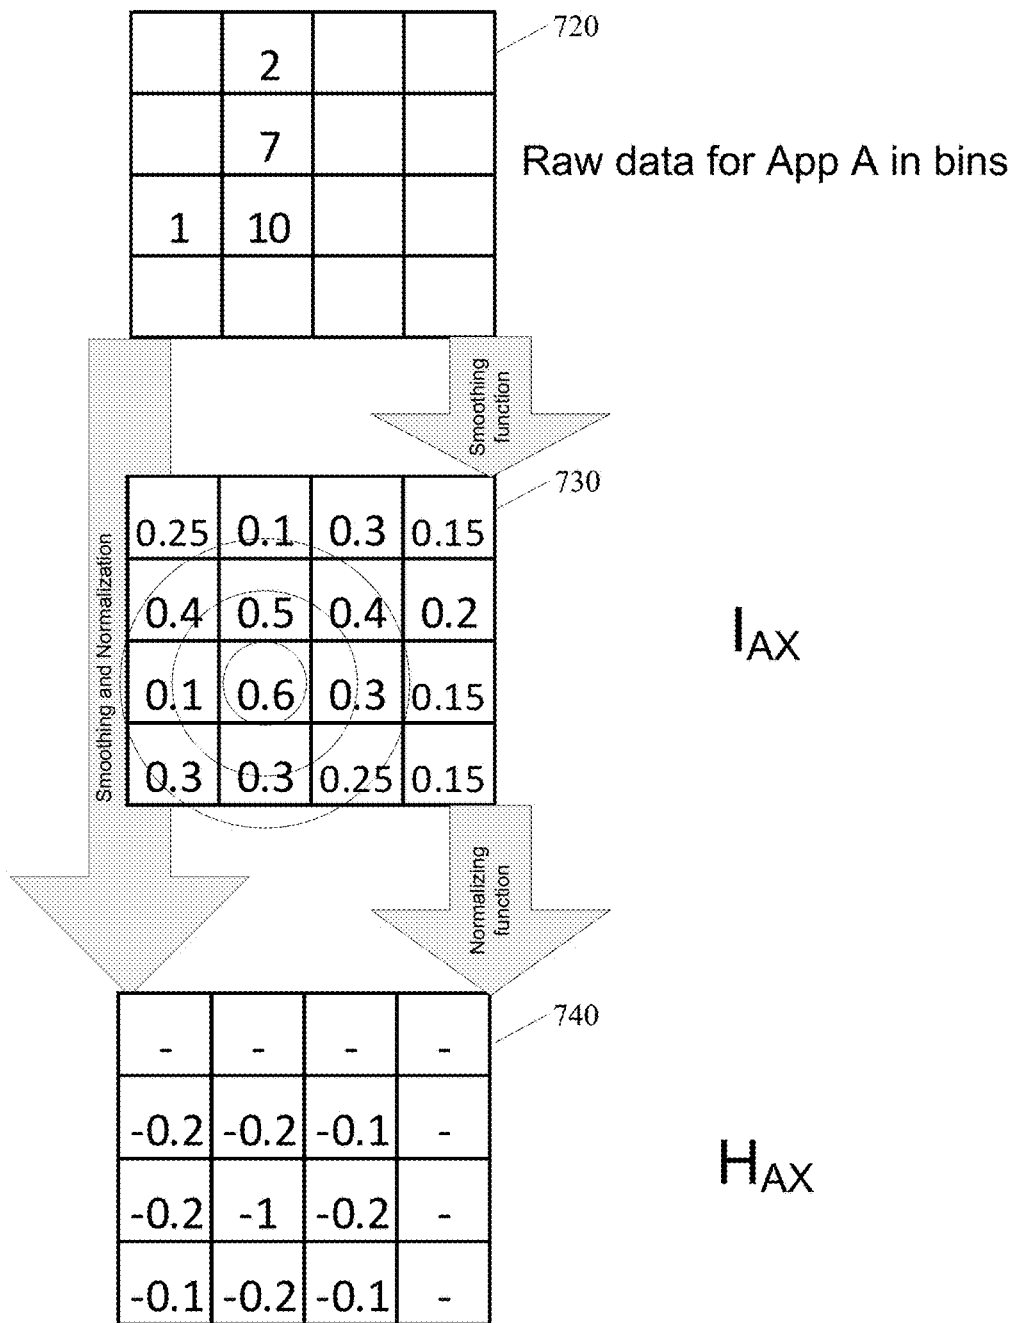 720
2
7
Raw data for App A in bins
1 10
Smoothing
function
730
0.25 0.1 0.3 0.15
0.4 0.5 0.4 0.2
I_AX
0.1 0.6 0.3 0.15
0.3 0.3 0.25 0.15
Smoothing and Normalization
Normalizing
function
740
- - - -
-0.2 -0.2 -0.1 -
H_AX
-0.2 -1 -0.2 -
-0.1 -0.2 -0.1 -